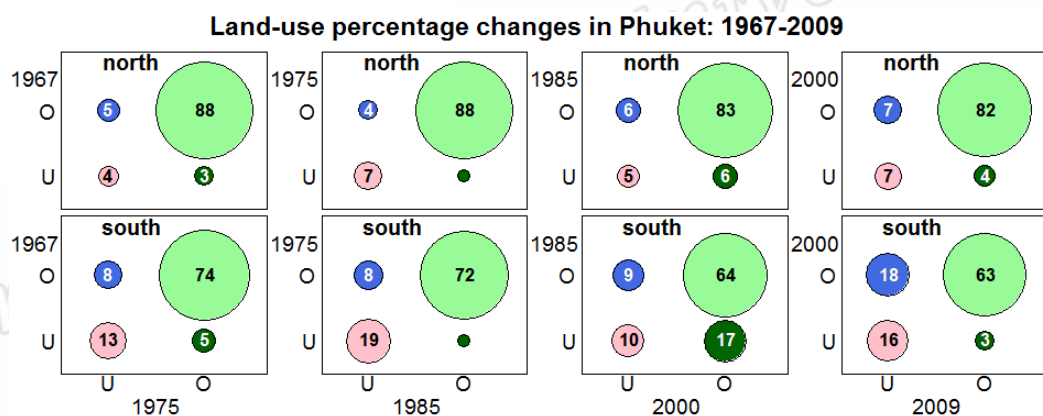 Land-use percentage changes in Phuket: 1967-2009
north north north north
1967 1975 1985 2000
O 5 88 O 4 88 O 6 83 O 7 82
U 4 3 U 7 U 5 6 U 7 4
south south south south
1967 1975 1985 2000
O 8 74 O 8 72 O 9 64 O 18 63
U 13 5 U 19 U 10 17 U 16 3
U O U O U O U O
1975 1985 2000 2009